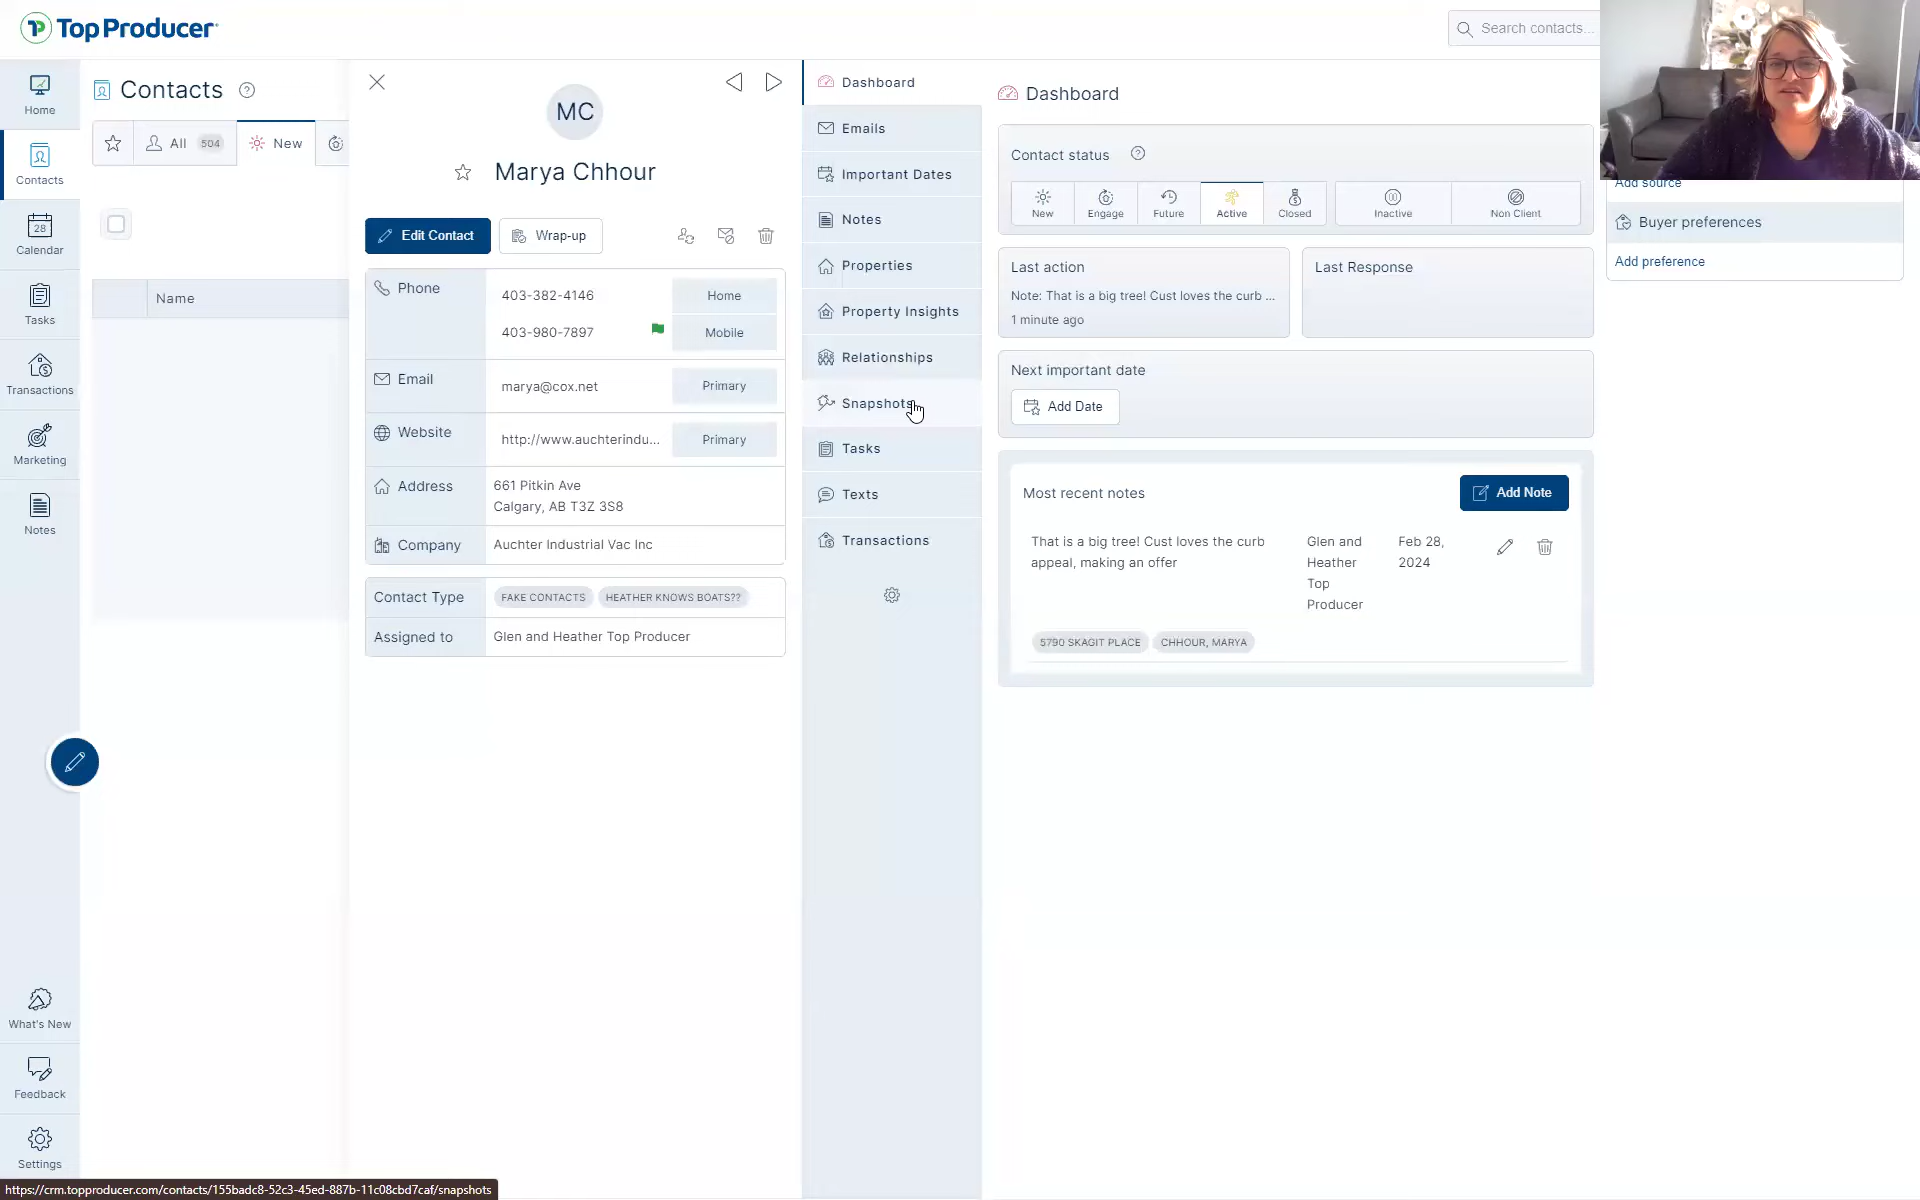 Top Producer
Search contacts...
Home
Contacts
28
Calendar
Tasks
Transactions
Marketing
Notes
What's New
Feedback
Settings
Contacts
All 504
New
Name
MC
Marya Chhour
Edit Contact
Wrap-up
Phone
403-382-4146
Home
403-980-7897
Mobile
Email
marya@cox.net
Primary
Website
http://www.auchterindu...
Primary
Address
661 Pitkin Ave
Calgary, AB T3Z 3S8
Company
Auchter Industrial Vac Inc
Contact Type
FAKE CONTACTS
HEATHER KNOWS BOATS??
Assigned to
Glen and Heather Top Producer
Dashboard
Emails
Important Dates
Notes
Properties
Property Insights
Relationships
Snapshots
Tasks
Texts
Transactions
Dashboard
Contact status
New
Engage
Future
Active
Closed
Inactive
Non Client
Last action
Note: That is a big tree! Cust loves the curb ...
1 minute ago
Last Response
Next important date
Add Date
Most recent notes
Add Note
That is a big tree! Cust loves the curb
appeal, making an offer
Glen and
Heather
Top
Producer
Feb 28,
2024
5790 SKAGIT PLACE
CHHOUR, MARYA
Add source
Buyer preferences
Add preference
https://crm.topproducer.com/contacts/155badc8-52c3-45ed-887b-11c08cbd7caf/snapshots